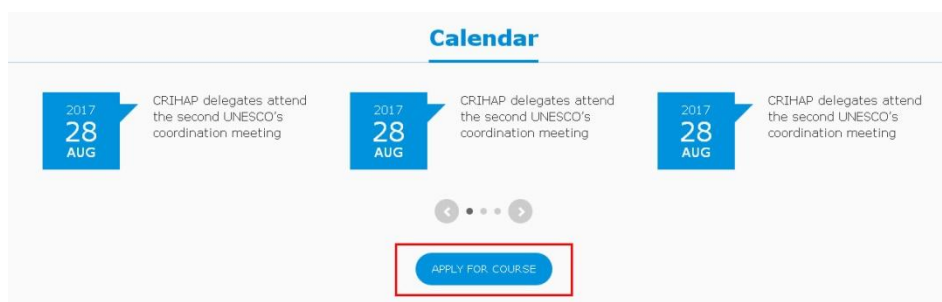 Calendar
2017
28
AUG
CRIHAP delegates attend
the second UNESCO's
coordination meeting
2017
28
AUG
CRIHAP delegates attend
the second UNESCO's
coordination meeting
2017
28
AUG
CRIHAP delegates attend
the second UNESCO's
coordination meeting
APPLY FOR COURSE